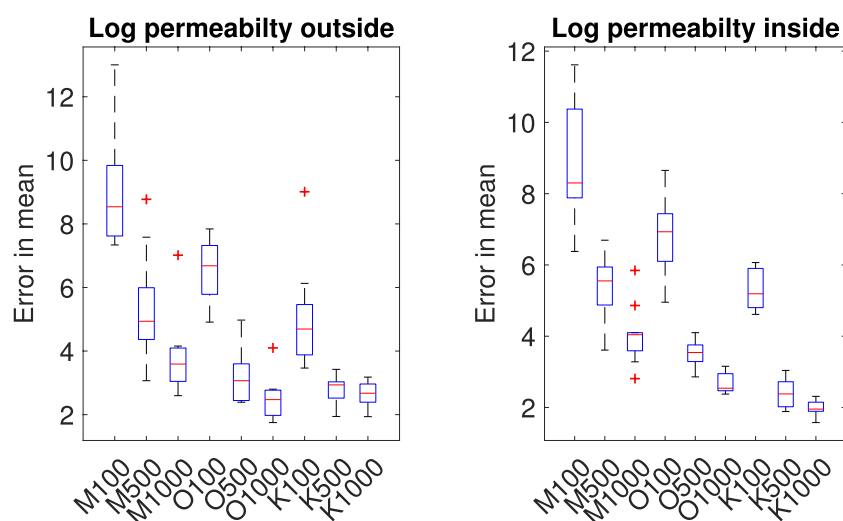 Log permeabilty outside
Error in mean
12
10
8
6
4
2
M100
M500
M1000
O100
O500
O1000
K100
K500
K1000
Log permeabilty inside
Error in mean
12
10
8
6
4
2
M100
M500
M1000
O100
O500
O1000
K100
K500
K1000